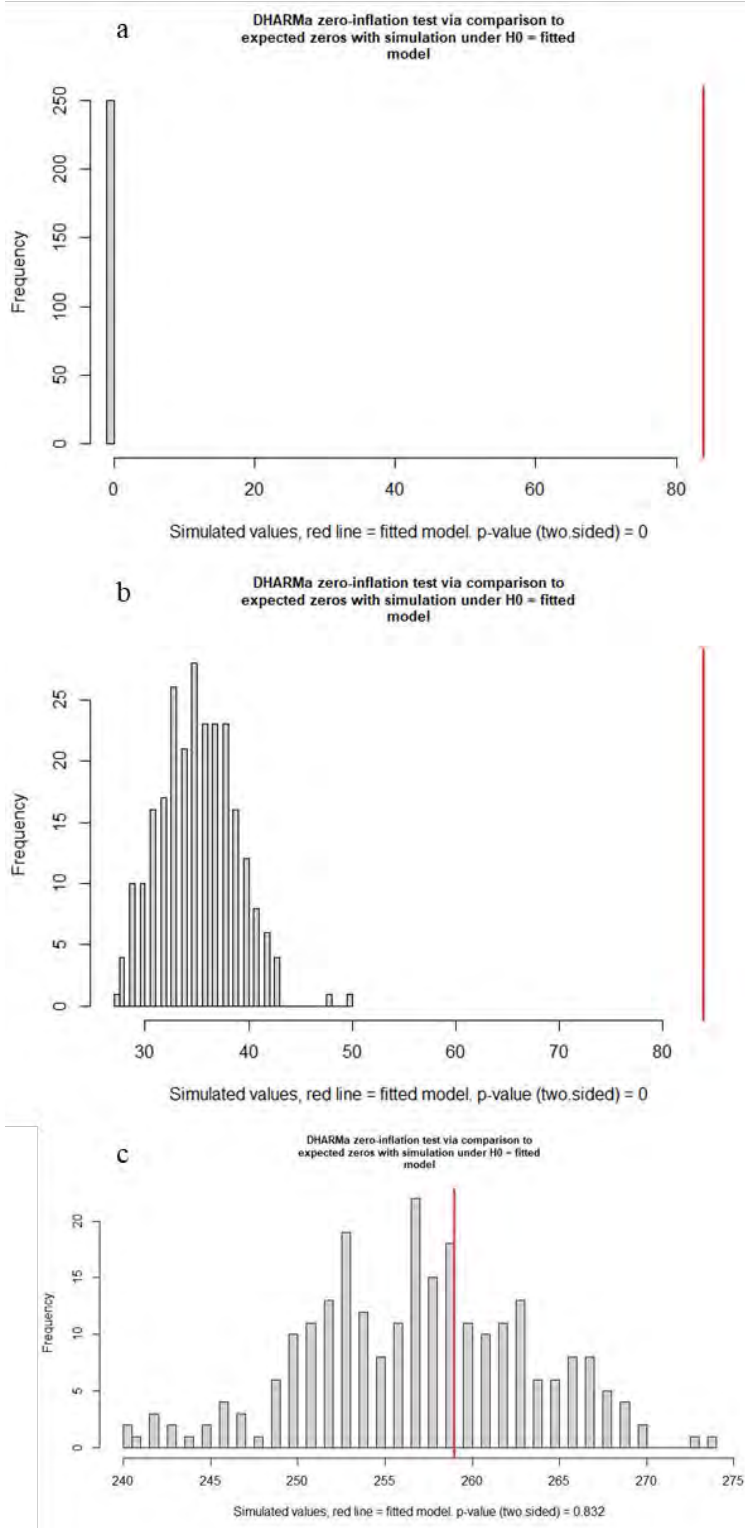 a
DHARMa zero-inflation test via comparison to
expected zeros with simulation under H0 = fitted
model
250
200
150
100
50
0
Frequency
0 20 40 60 80
Simulated values, red line = fitted model. p-value (two.sided) = 0
b
DHARMa zero-inflation test via comparison to
expected zeros with simulation under H0 = fitted
model
25
20
15
10
5
0
Frequency
30 40 50 60 70 80
Simulated values, red line = fitted model. p-value (two.sided) = 0
c
DHARMa zero-inflation test via comparison to
expected zeros with simulation under H0 = fitted
model
20
15
10
5
0
Frequency
240 245 250 255 260 265 270 275
Simulated values, red line = fitted model. p-value (two.sided) = 0.832